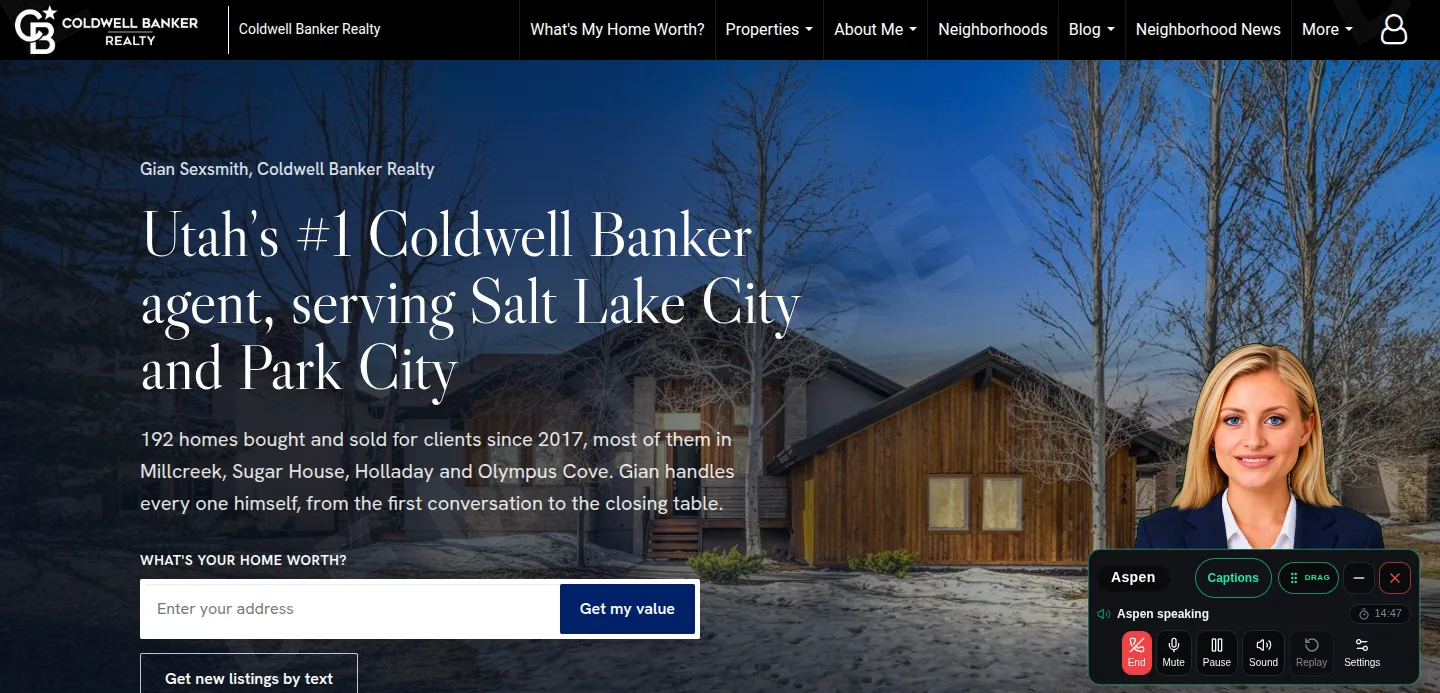 COLDWELL BANKER
REALTY
Coldwell Banker Realty
What's My Home Worth?
Properties
About Me
Neighborhoods
Blog
Neighborhood News
More
Gian Sexsmith, Coldwell Banker Realty
Utah’s #1 Coldwell Banker
agent, serving Salt Lake City
and Park City
192 homes bought and sold for clients since 2017, most of them in
Millcreek, Sugar House, Holladay and Olympus Cove. Gian handles
every one himself, from the first conversation to the closing table.
WHAT'S YOUR HOME WORTH?
Enter your address
Get my value
Get new listings by text
Aspen
Captions
DRAG
Aspen speaking
14:47
End
Mute
Pause
Sound
Replay
Settings